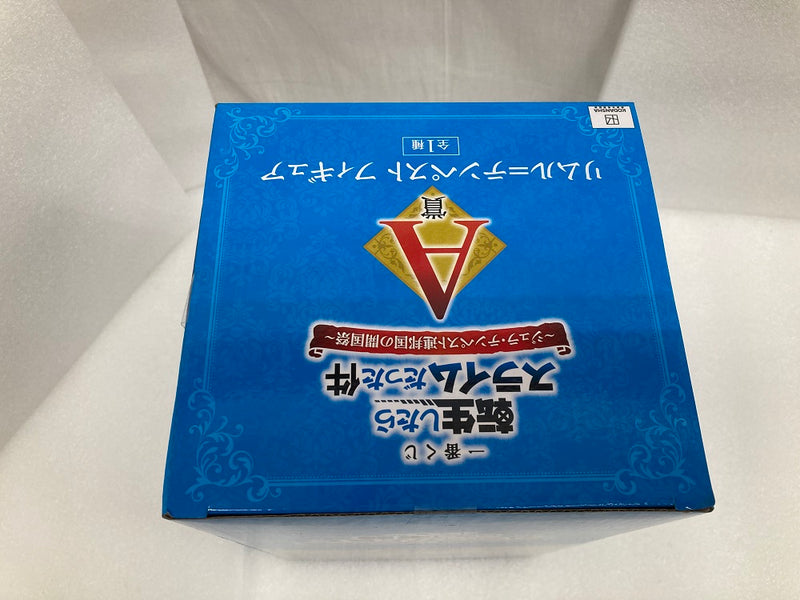 一番くじ
転生したら
スライムだった件
～ジュラ・テンペスト連邦国の開国祭～
A
賞
リムル=テンペスト フィギュア
全1種
KODANSHA